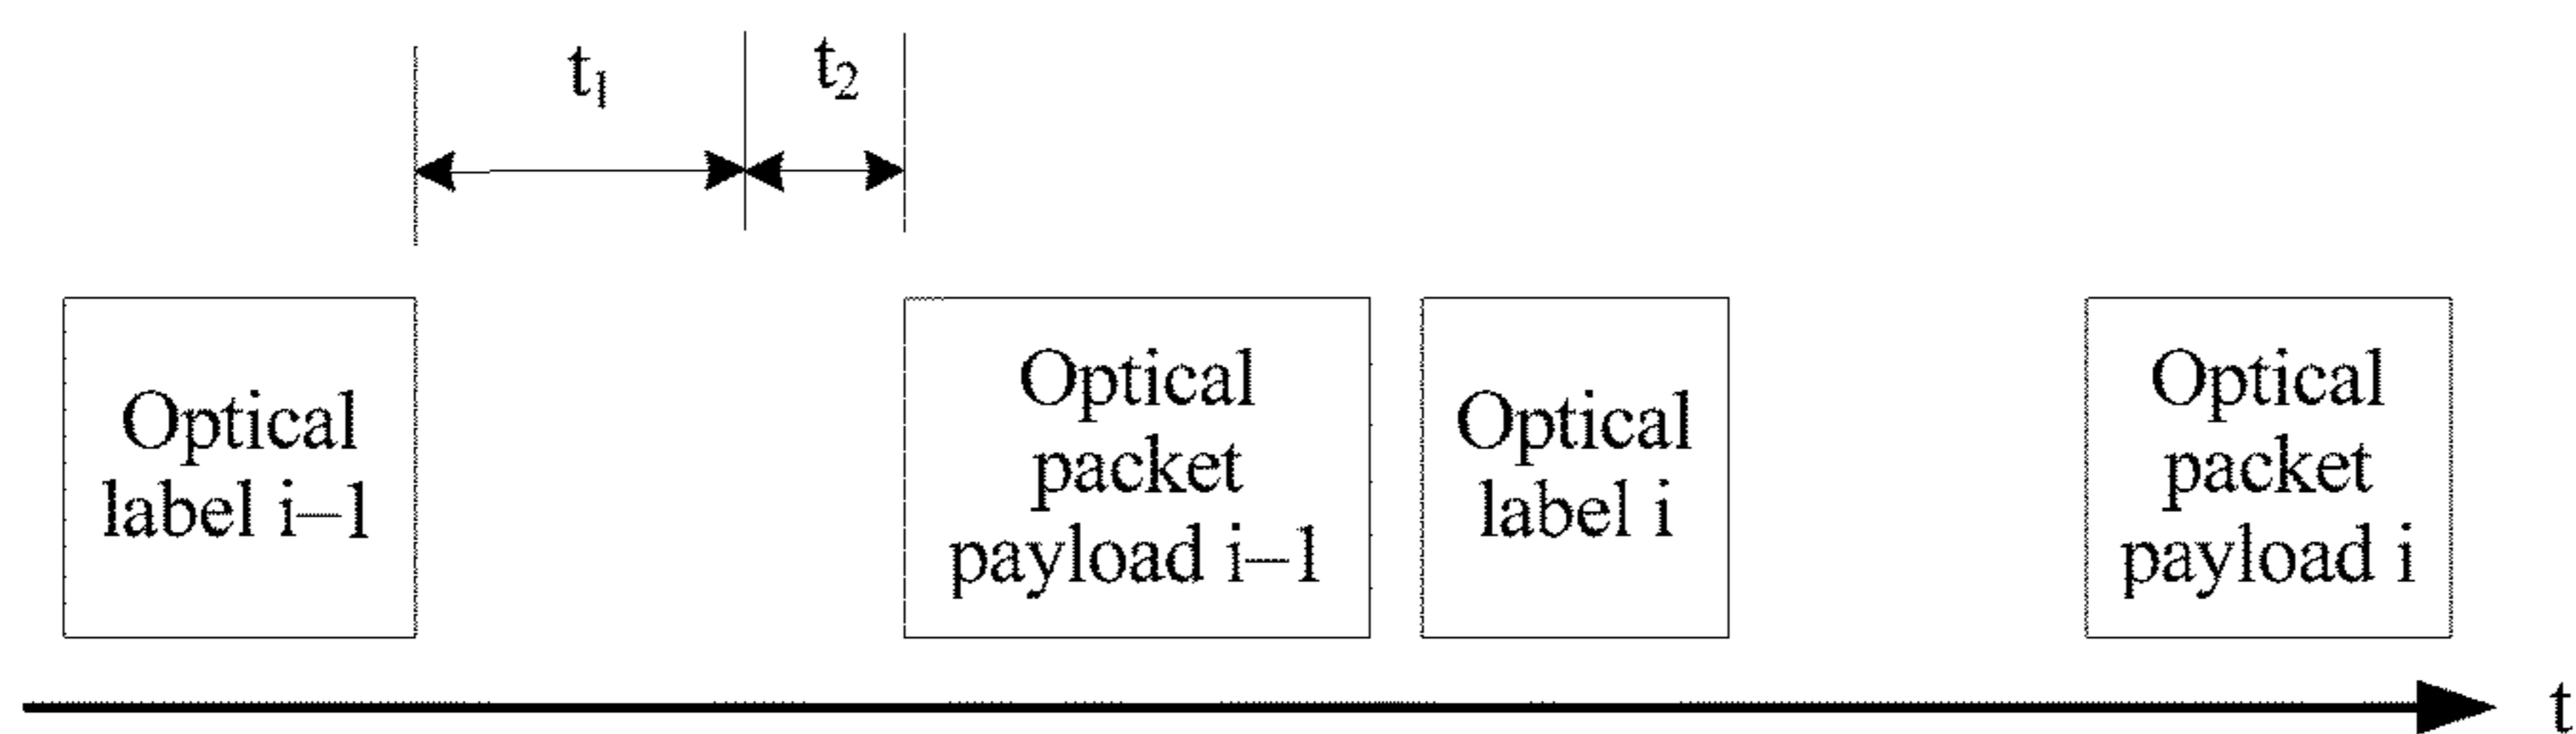 t₁
t₂
Optical
label i–1
Optical
packet
payload i–1
Optical
label i
Optical
packet
payload i
t